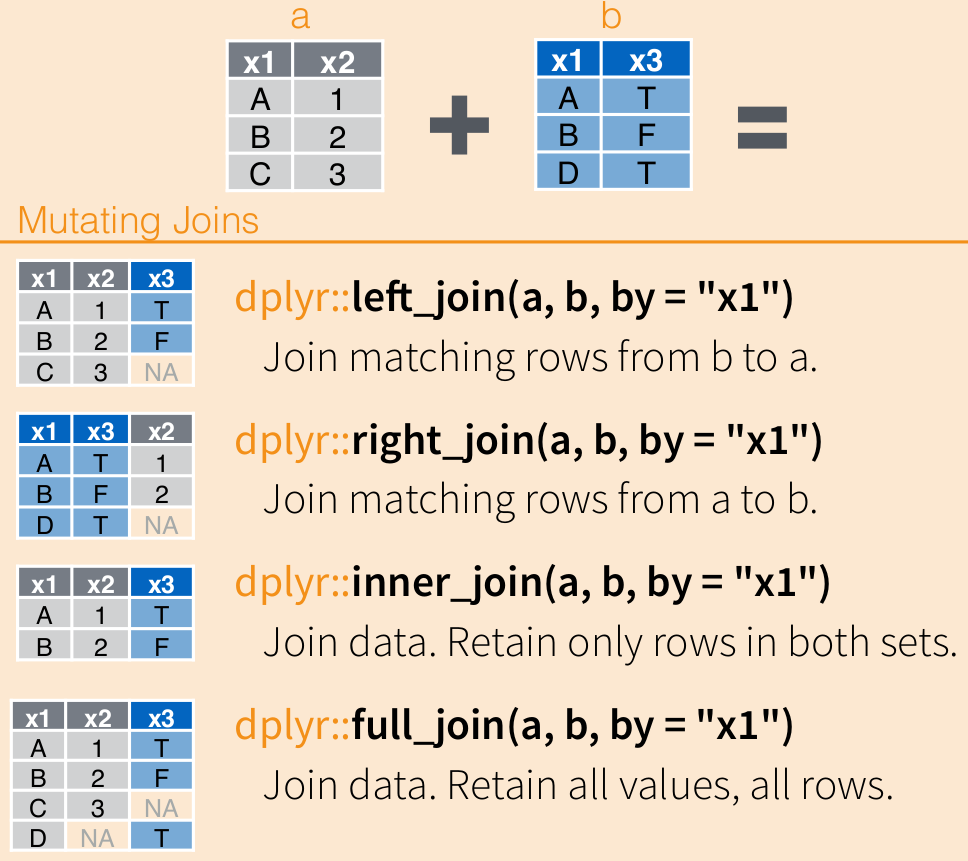 a b
x1 x2 x1 x3
A 1 A T
B 2 B F
C 3 D T
+ =
Mutating Joins
x1 x2 x3
A 1 T
B 2 F
C 3 NA
dplyr::left_join(a, b, by = "x1")
Join matching rows from b to a.
x1 x3 x2
A T 1
B F 2
D T NA
dplyr::right_join(a, b, by = "x1")
Join matching rows from a to b.
x1 x2 x3
A 1 T
B 2 F
dplyr::inner_join(a, b, by = "x1")
Join data. Retain only rows in both sets.
x1 x2 x3
A 1 T
B 2 F
C 3 NA
D NA T
dplyr::full_join(a, b, by = "x1")
Join data. Retain all values, all rows.